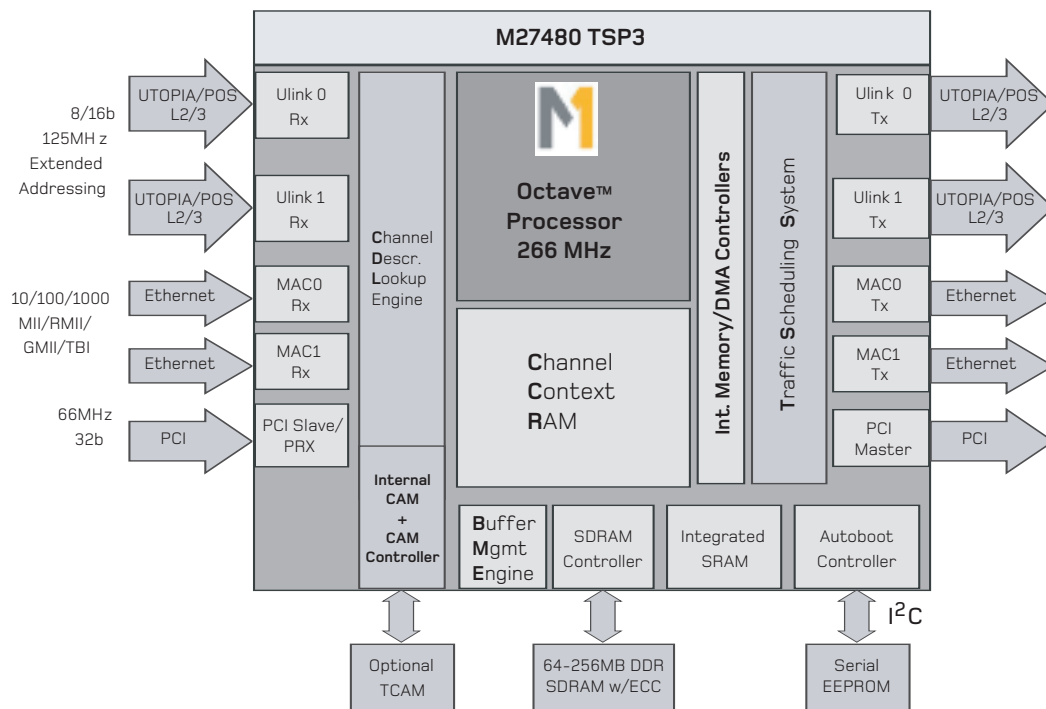 M27480 TSP3
UTOPIA/POS
L2/3
8/16b
125MH z
Extended
Addressing
UTOPIA/POS
L2/3
10/100/1000
MII/RMII/
GMII/TBI
Ethernet
Ethernet
66MHz
32b
PCI
Ulink 0
Rx
Ulink 1
Rx
MAC0
Rx
MAC1
Rx
PCI Slave/
PRX
Channel
Descr.
Lookup
Engine
Internal
CAM
+
CAM
Controller
M1
Octave™
Processor
266 MHz
Channel
Context
RAM
Int. Memory/DMA Controllers
Traffic Scheduling System
Ulink 0
Tx
Ulink 1
Tx
MAC0
Tx
MAC1
Tx
PCI
Master
UTOPIA/POS
L2/3
UTOPIA/POS
L2/3
Ethernet
Ethernet
PCI
Buffer
Mgmt
Engine
SDRAM
Controller
Integrated
SRAM
Autoboot
Controller
I²C
Optional
TCAM
64-256MB DDR
SDRAM w/ECC
Serial
EEPROM